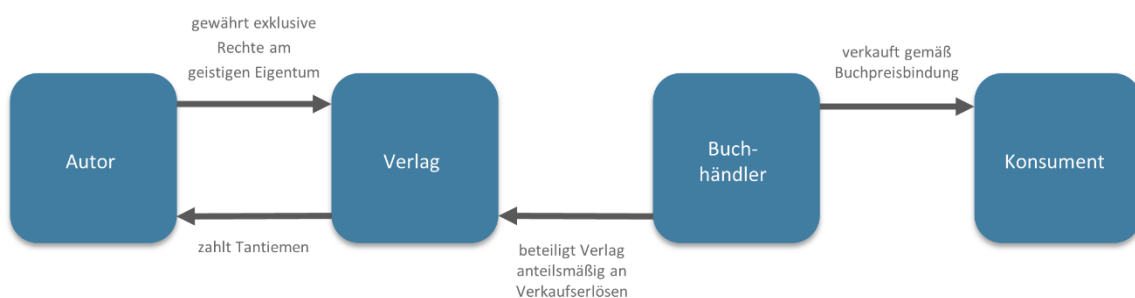 gewährt exklusive
Rechte am
geistigen Eigentum
verkauft gemäß
Buchpreisbindung
Autor
Verlag
Buch-
händler
Konsument
zahlt Tantiemen
beteiligt Verlag
anteilsmäßig an
Verkaufserlösen